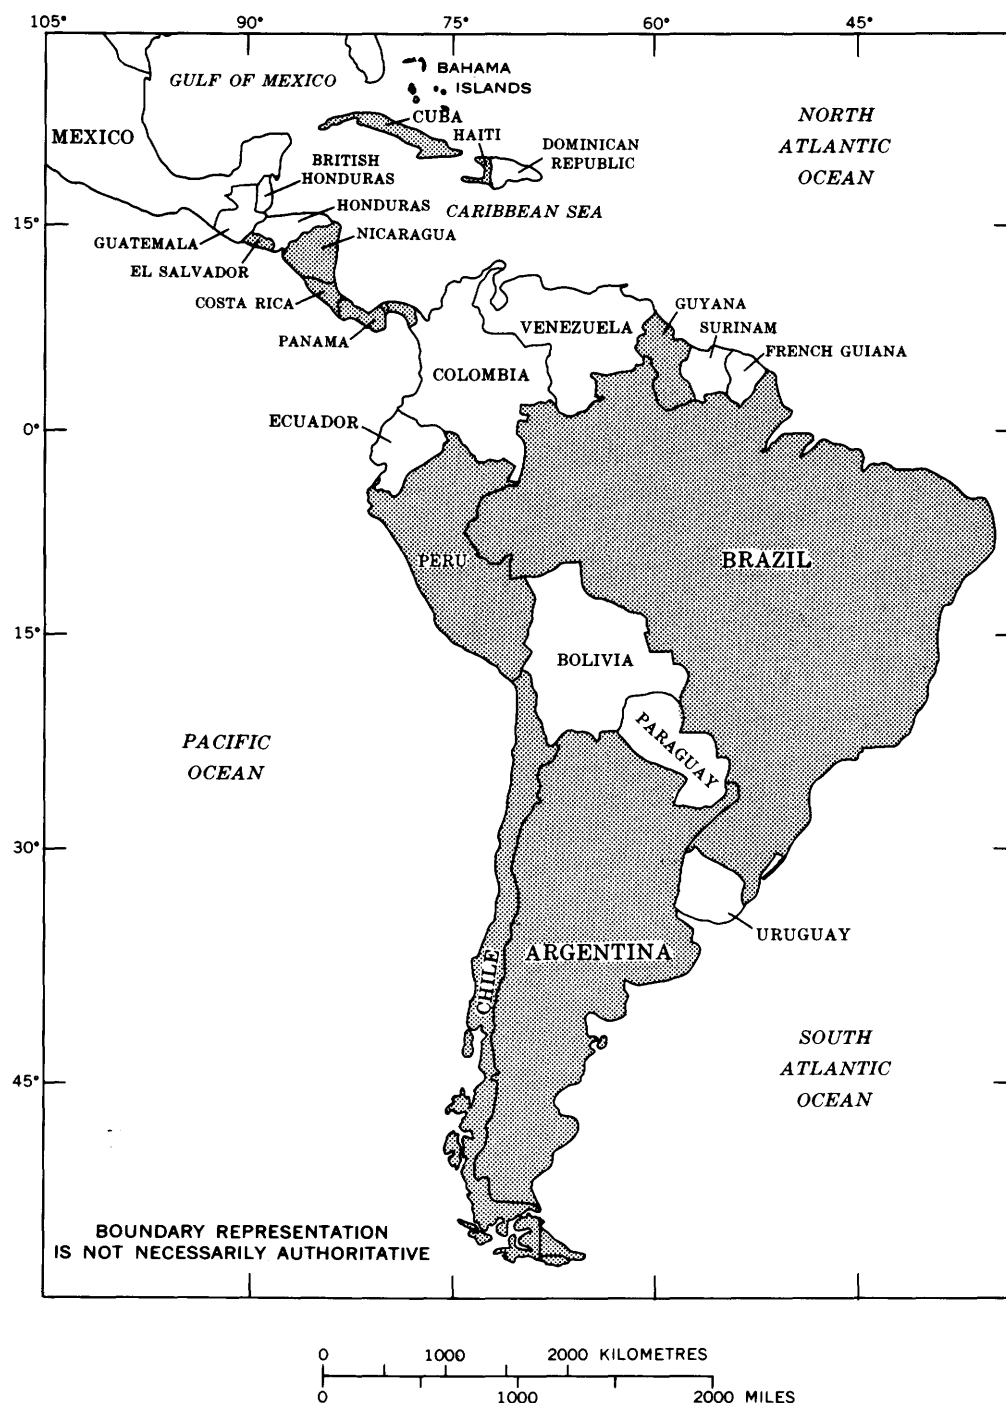 105° 90° 75° 60° 45°
BAHAMA
ISLANDS
GULF OF MEXICO
CUBA
NORTH
ATLANTIC
OCEAN
MEXICO
HAITI
DOMINICAN
REPUBLIC
BRITISH
HONDURAS
HONDURAS
CARIBBEAN SEA
15°
NICARAGUA
GUATEMALA
EL SALVADOR
COSTA RICA
GUYANA
PANAMA
VENEZUELA
SURINAM
FRENCH GUIANA
COLOMBIA
ECUADOR
0°
PERU
BRAZIL
15°
BOLIVIA
PARAGUAY
PACIFIC
OCEAN
30°
URUGUAY
ARGENTINA
CHILE
SOUTH
ATLANTIC
OCEAN
45°
BOUNDARY REPRESENTATION
IS NOT NECESSARILY AUTHORITATIVE
0 1000 2000 KILOMETRES
0 1000 2000 MILES